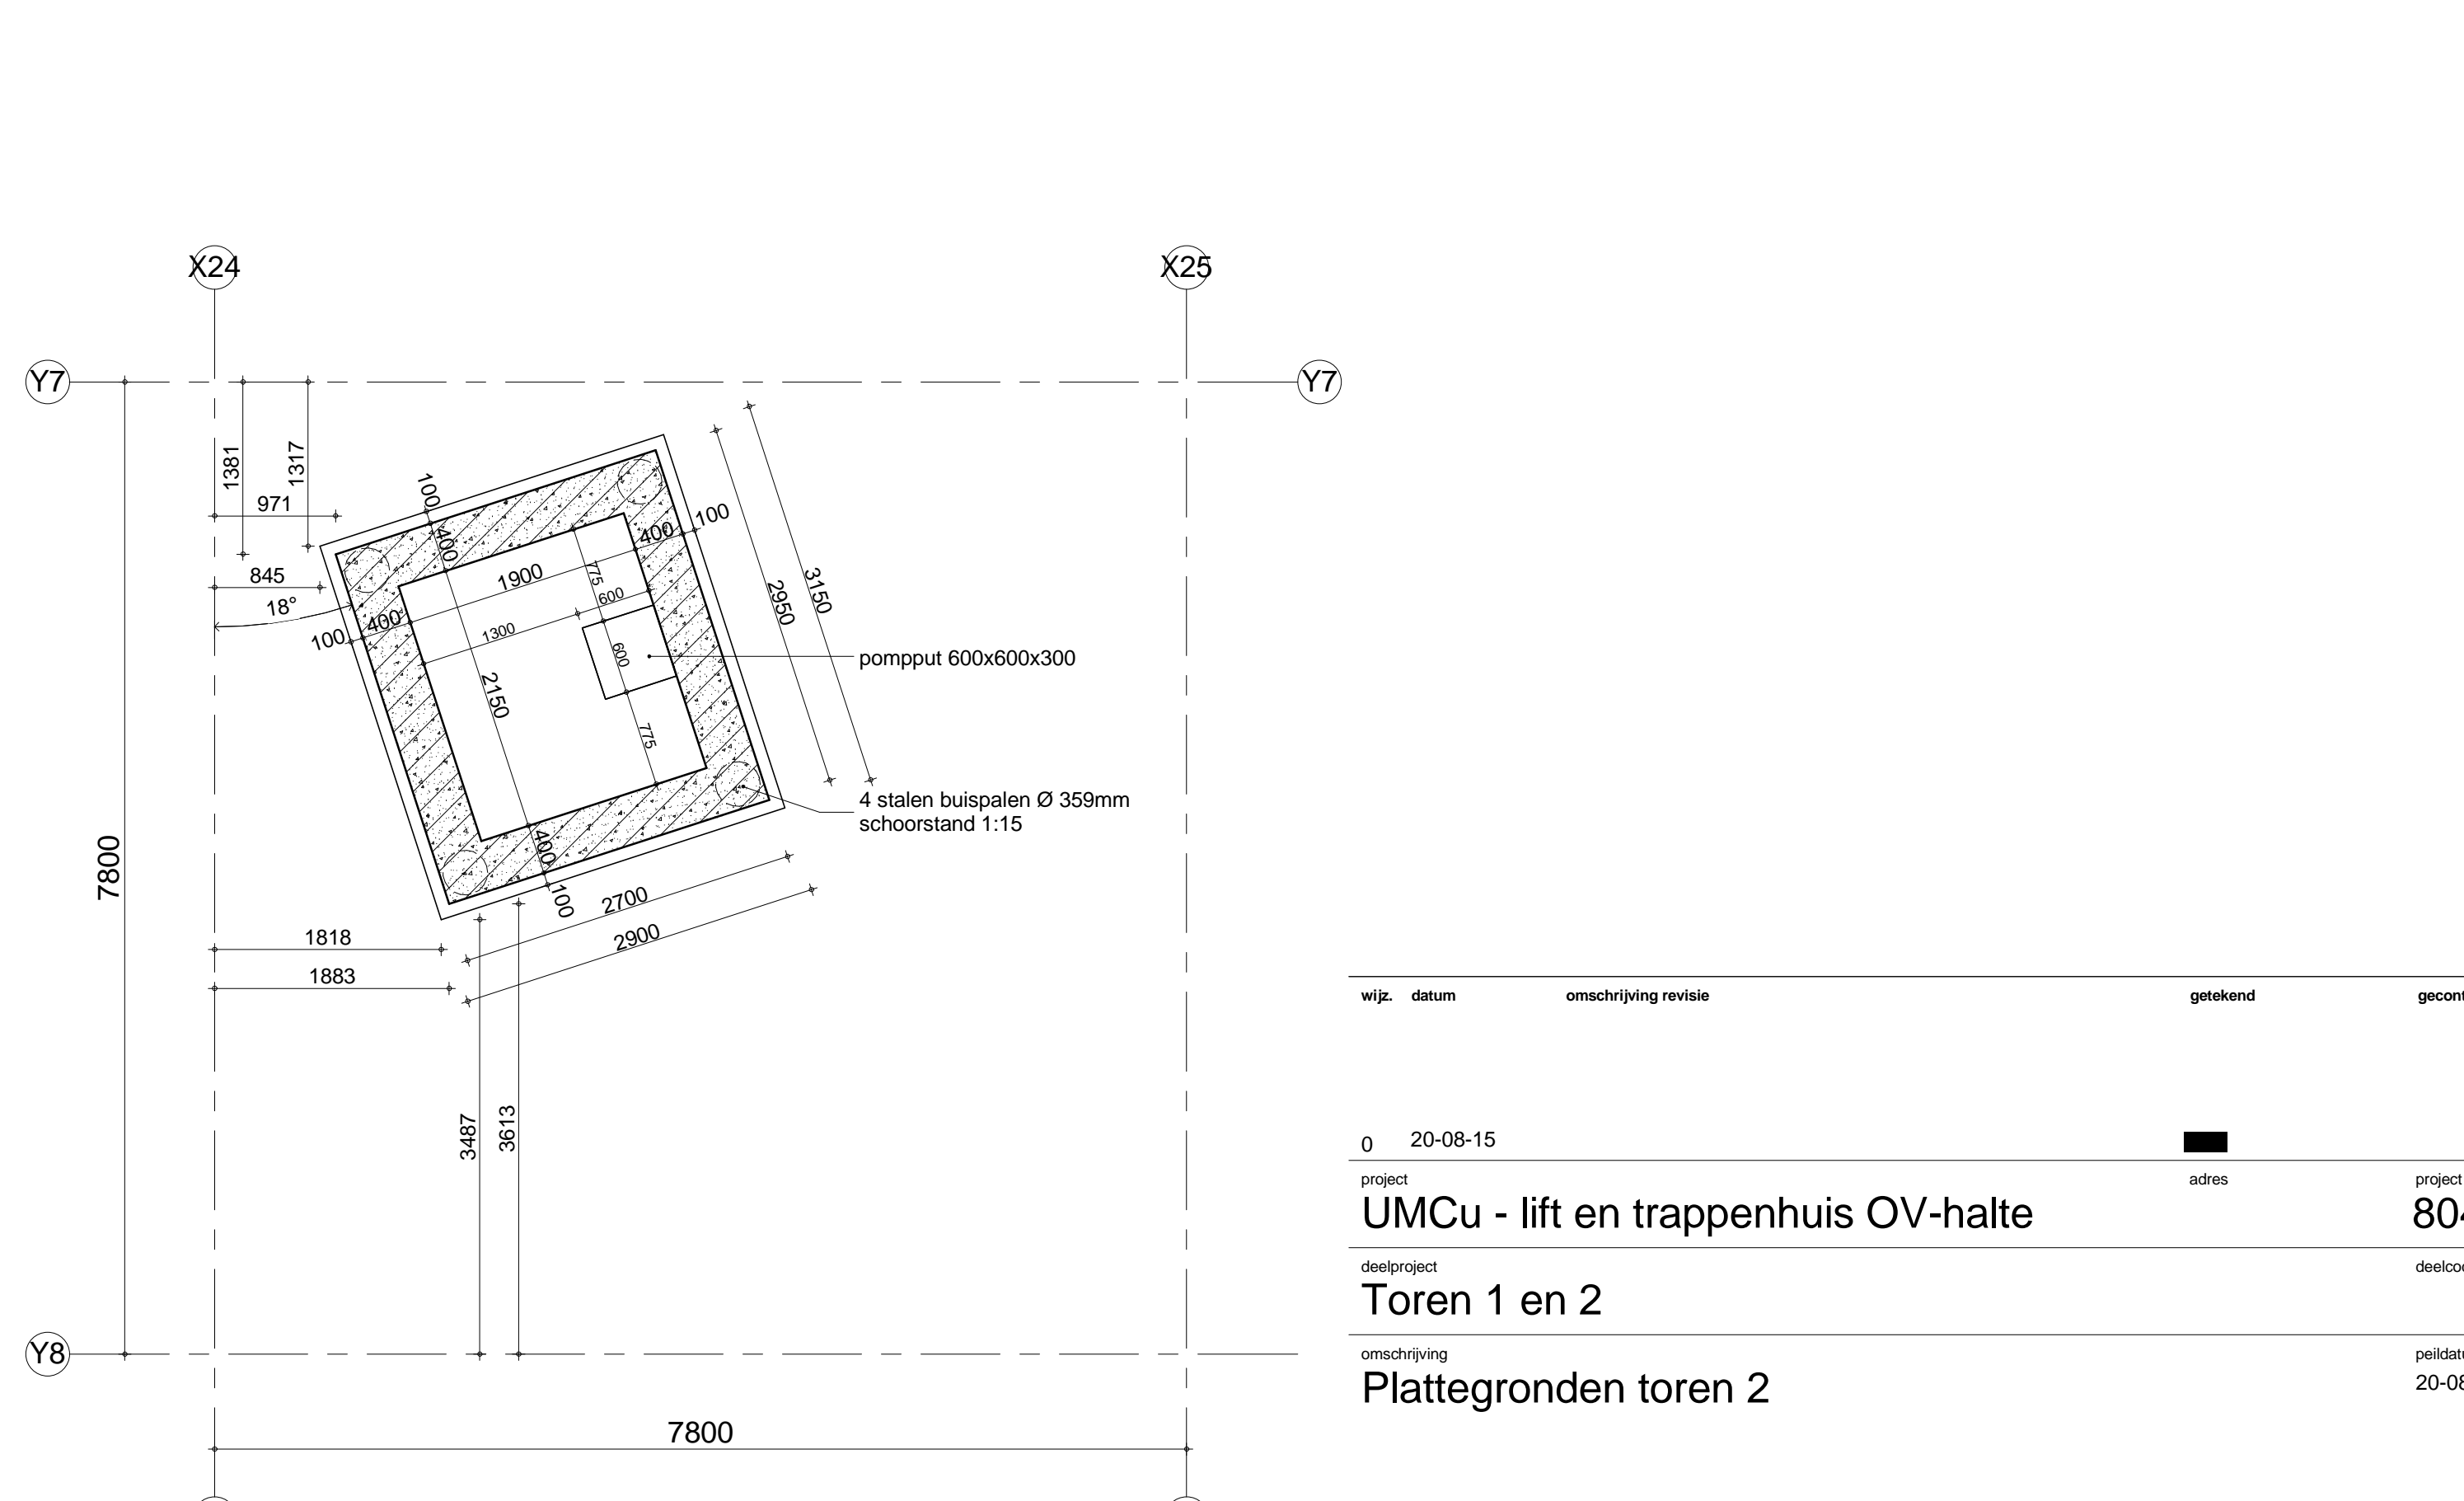 X24
X25
Y7
Y7
1381
1317
971
845
18°
100
400
100
400
1900
775
600
400
100
1300
600
2150
775
2950
3150
pompput 600x600x300
4 stalen buispalen Ø 359mm
schoorstand 1:15
400
100
2700
2900
7800
1818
1883
3487
3613
Y8
7800
wijz. datum omschrijving revisie getekend
0 20-08-15
project adres project
UMCu - lift en trappenhuis OV-halte
deelproject
Toren 1 en 2
omschrijving
Plattegronden toren 2